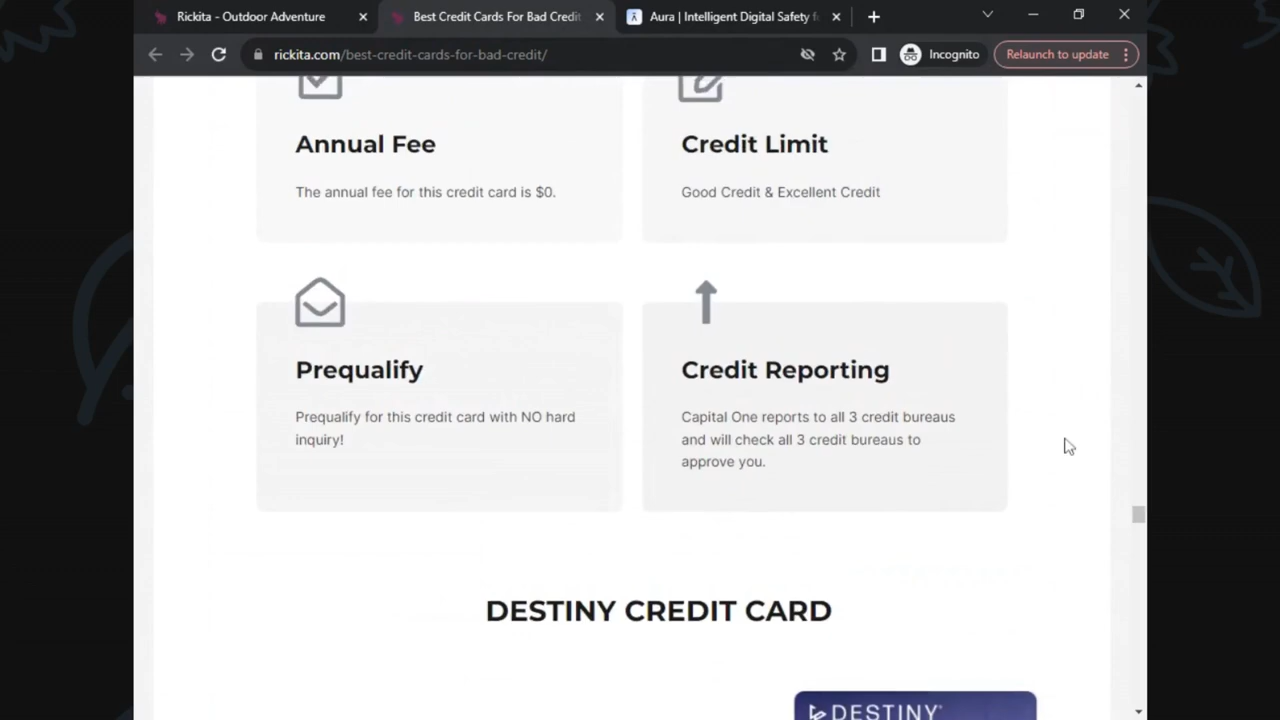 Rickita - Outdoor Adventure
Best Credit Cards For Bad Credit
Aura | Intelligent Digital Safety f
rickita.com/best-credit-cards-for-bad-credit/
Incognito
Relaunch to update
Annual Fee
The annual fee for this credit card is $0.
Credit Limit
Good Credit & Excellent Credit
Prequalify
Prequalify for this credit card with NO hard
inquiry!
Credit Reporting
Capital One reports to all 3 credit bureaus
and will check all 3 credit bureaus to
approve you.
DESTINY CREDIT CARD
DESTINY